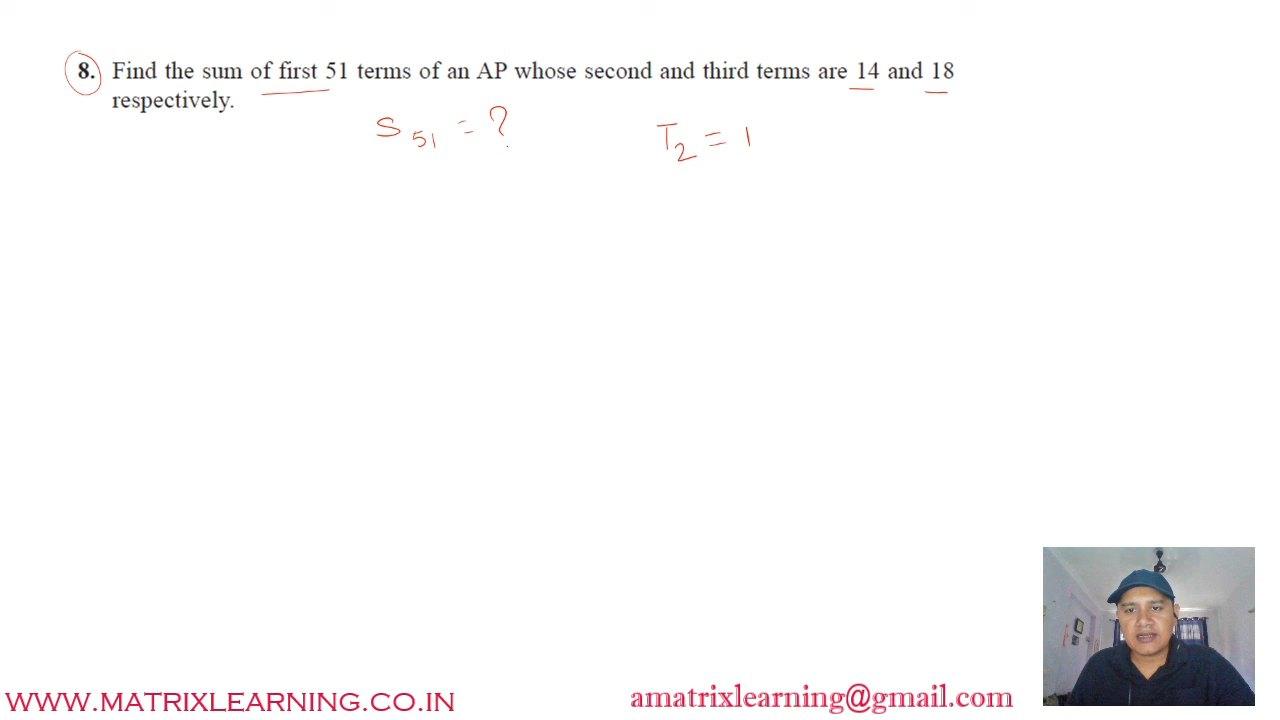 8. Find the sum of first 51 terms of an AP whose second and third terms are 14 and 18
respectively.
S51 = ? T2 = 1
WWW.MATRIXLEARNING.CO.IN amatrixlearning@gmail.com